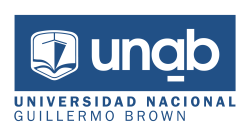 unab
UNIVERSIDAD NACIONAL
GUILLERMO BROWN